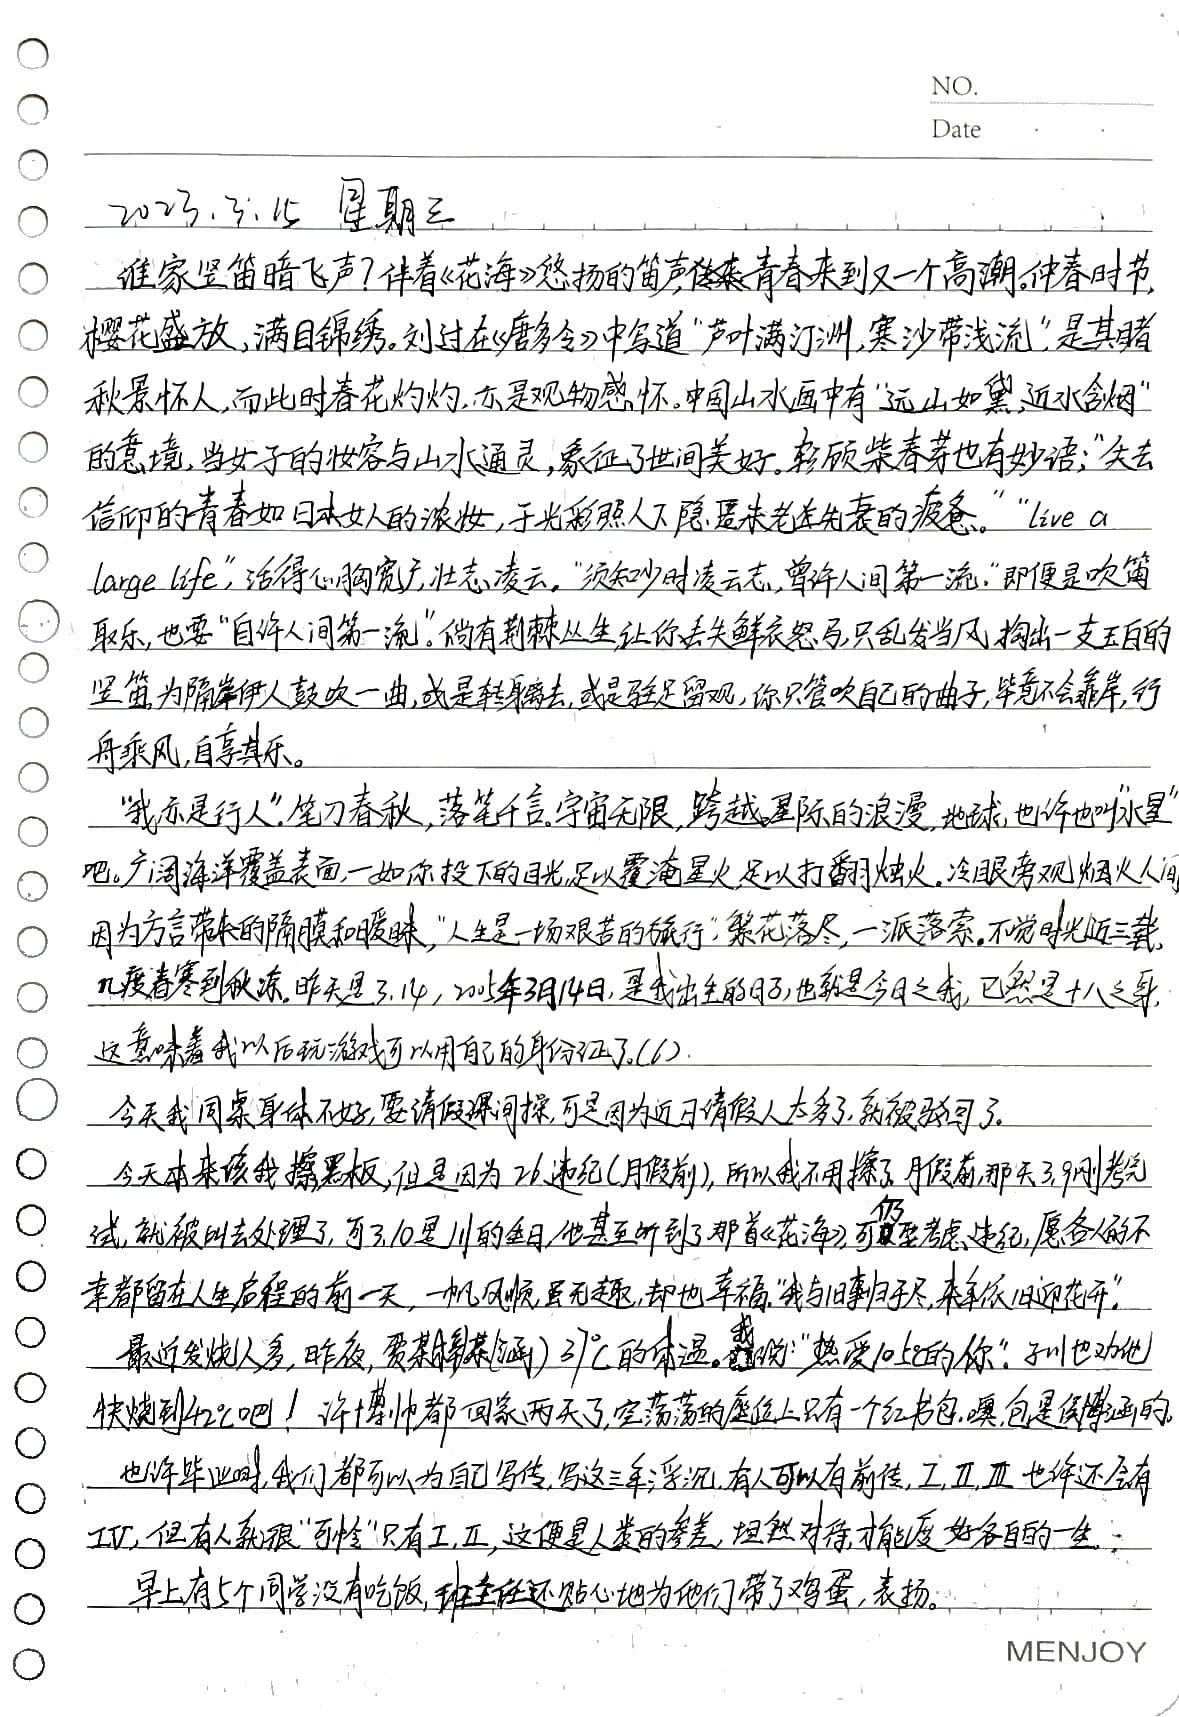 NO.
Date
2023.3.15 星期三
谁家竖笛暗飞声？伴着《花海》悠扬的笛声，青春来到又一个高潮。仲春时节，
樱花盛放，满目锦绣。刘过在《唐多令》中写道“芦叶满汀洲，寒沙带浅流”，是其睹
秋景怀人，而此时春花灼灼，亦是观物感怀。中国山水画中有“远山如黛，近水含烟”
的意境，当女子的妆容与山水通灵，象征了世间美好。转顾柴春芽也有妙语：“失去
信仰的青春如日本女人的浓妆，于光彩照人下隐匿未老先衰的疲惫。”“live a
large life”，活得心胸宽广，壮志凌云。“须知少时凌云志，曾许人间第一流。”即便是吹笛
取乐，也要“自许人间第一流”。倘有荆棘丛生，让你丢失鲜衣怒马，只乱发当风，掏出一支五百的
竖笛，为隔岸伊人鼓吹一曲，或是转身离去，或是驻足留观，你只管吹自己的曲子，毕竟不会靠岸，行
舟乘风，自享其乐。
“我亦是行人”。笔刀春秋，落笔千言。宇宙无限，跨越星际的浪漫，地球，也许也叫“水星”
吧。广阔海洋覆盖表面，一如你投下的目光，足以覆淹星火，足以打翻烛火。冷眼旁观烟火人间
因为方言带来的隔膜和暧昧，“人生是一场艰苦的旅行”，繁花落尽，一派落索。不觉时光近三载，
几度春寒到秋凉。昨天是3.14，2005年3月14日，是我出生的日子，也就是今日之我，已然是十八之身，
这意味着我以后玩游戏可以用自己的身份证了。(6)．
今天我同桌身体不好，要请假课间操，可是因为近日请假人太多了，就被驳回了。
今天本来该我擦黑板，但是因为26违纪（月假前），所以我不用擦了。月假前，那天3.9刚考完
试，就被叫去处理了，可3.10是川的生日，他甚至听到了那首《花海》，可仍要考虑违纪，愿各人的不
幸都留在人生启程的前一天，一帆风顺，虽无趣，却也幸福。“我与旧事归于尽，来年依旧迎花开”。
最近发烧人多，昨夜，37℃的体温。我：“热爱105℃的你”。子川也劝他
快烧到42℃吧！许博帅都回家两天了，空荡荡的座位上只有一个红书包，噢，包是侯博涵的。
也许毕业时，我们都可以为自己写传，写这三年浮沉，有人可以有前传，I，II，III 也许还会有
IV，但有人就很“可怜”只有I，II，这便是人类的参差，坦然对待，才能度好各自的一生．
早上有5个同学没有吃饭，班主任还贴心地为他们带了鸡蛋，表扬。
MENJOY